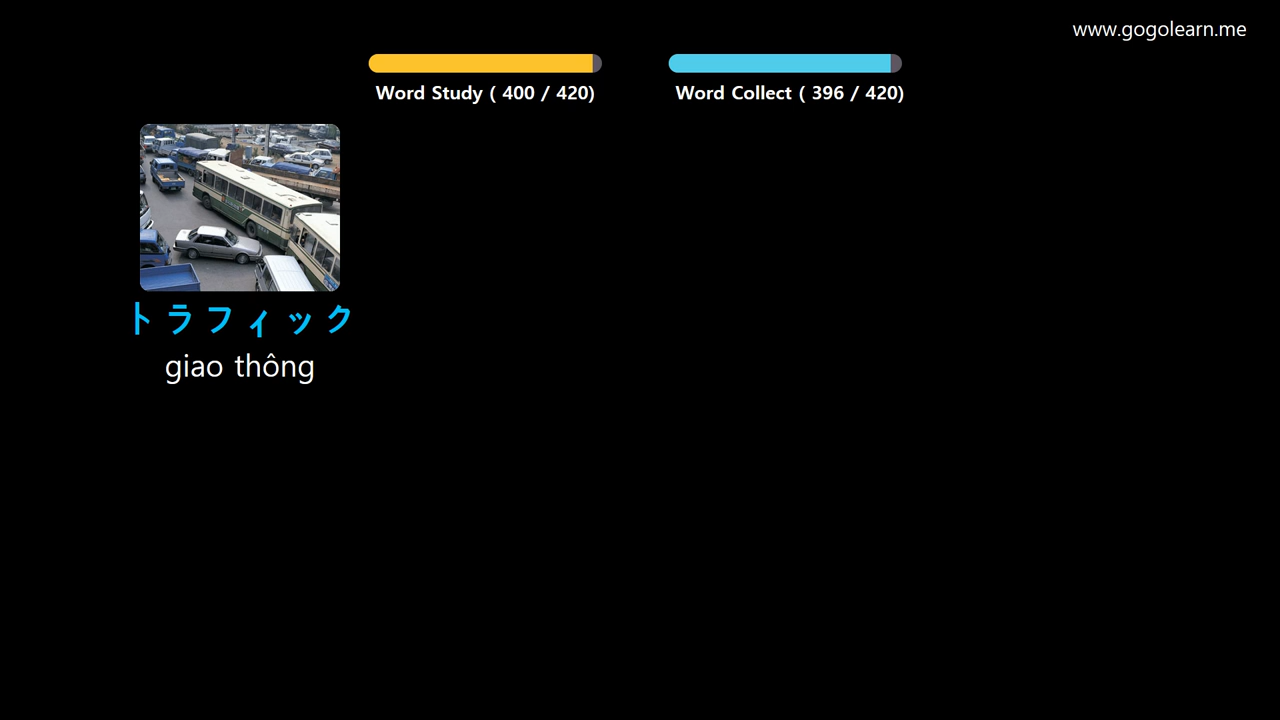 www.gogolearn.me
Word Study ( 400 / 420)
Word Collect ( 396 / 420)
トラフィック
giao thông